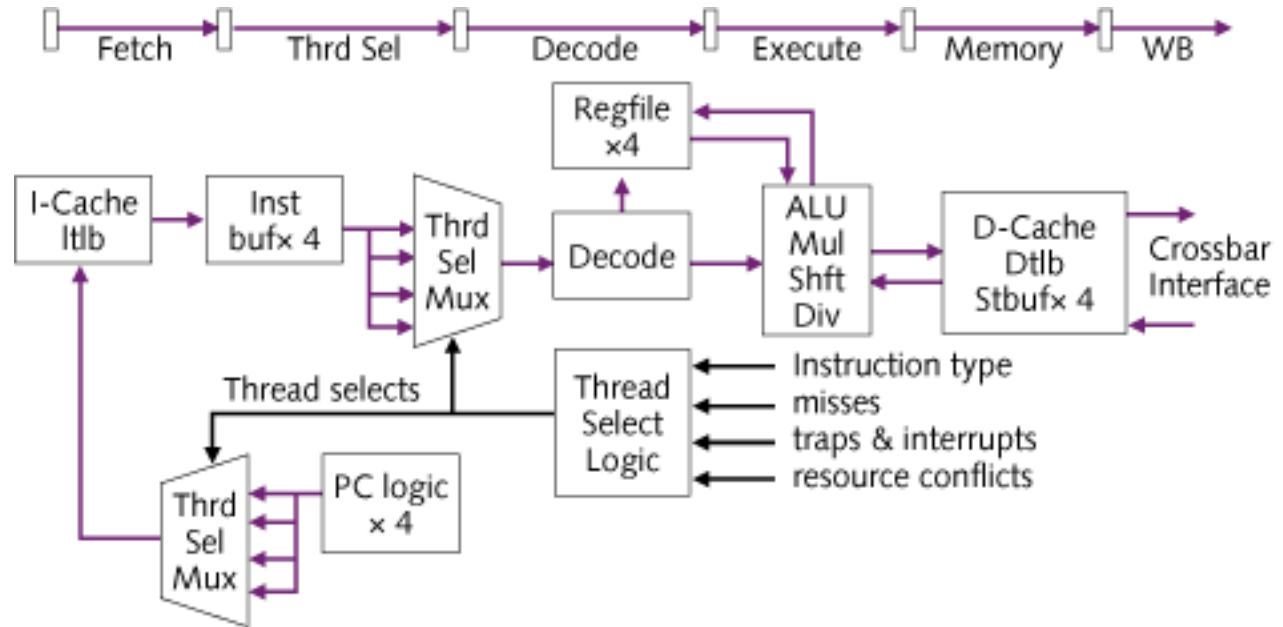 Fetch
Thrd Sel
Decode
Execute
Memory
WB
Regfile
×4
I-Cache
Itlb
Inst
buf× 4
Thrd
Sel
Mux
Decode
ALU
Mul
Shft
Div
D-Cache
Dtlb
Stbuf× 4
Crossbar
Interface
Thread selects
Thread
Select
Logic
Instruction type
misses
traps & interrupts
resource conflicts
Thrd
Sel
Mux
PC logic
× 4